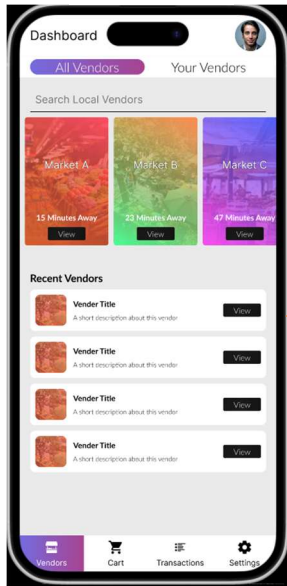 Dashboard
All Vendors
Your Vendors
Search Local Vendors
Market A
Market B
Market C
15 Minutes Away
23 Minutes Away
47 Minutes Away
View
View
View
Recent Vendors
Vender Title
A short description about this vendor
View
Vender Title
A short description about this vendor
View
Vender Title
A short description about this vendor
View
Vender Title
A short description about this vendor
View
Vendors
Cart
Transactions
Settings